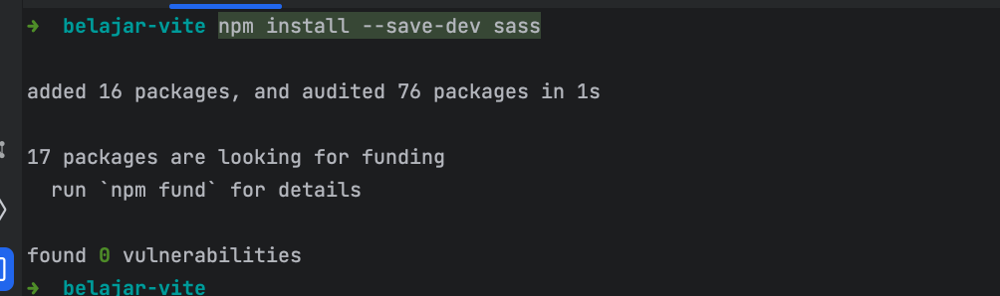 ➜ belajar-vite npm install --save-dev sass
added 16 packages, and audited 76 packages in 1s
17 packages are looking for funding
run `npm fund` for details
found 0 vulnerabilities
➜ belajar-vite